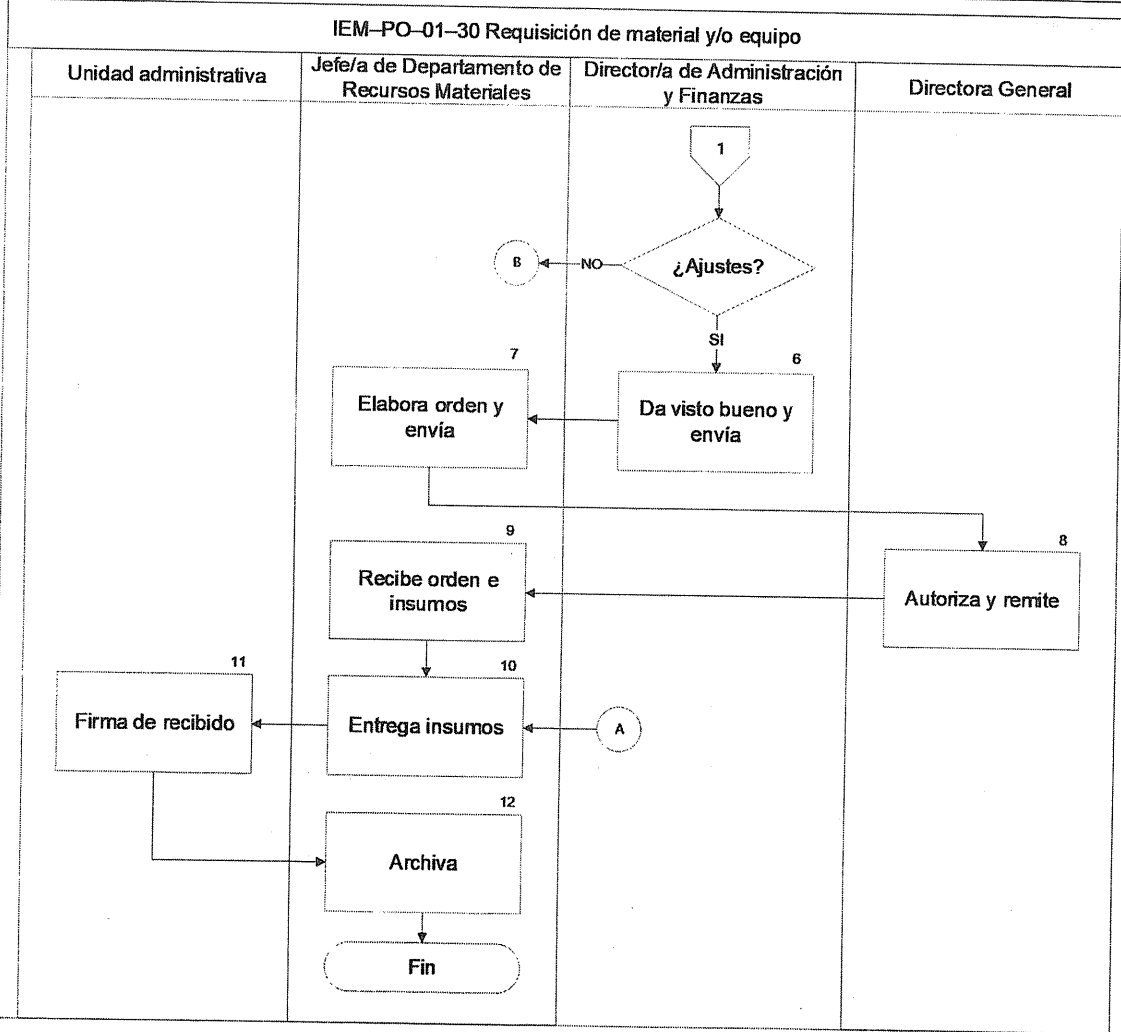 IEM–PO–01–30 Requisición de material y/o equipo
Unidad administrativa
Jefe/a de Departamento de
Recursos Materiales
Director/a de Administración
y Finanzas
Directora General
1
¿Ajustes?
NO
B
SI
6
Da visto bueno y
envía
7
Elabora orden y
envía
8
Autoriza y remite
9
Recibe orden e
insumos
10
Entrega insumos
A
11
Firma de recibido
12
Archiva
Fin